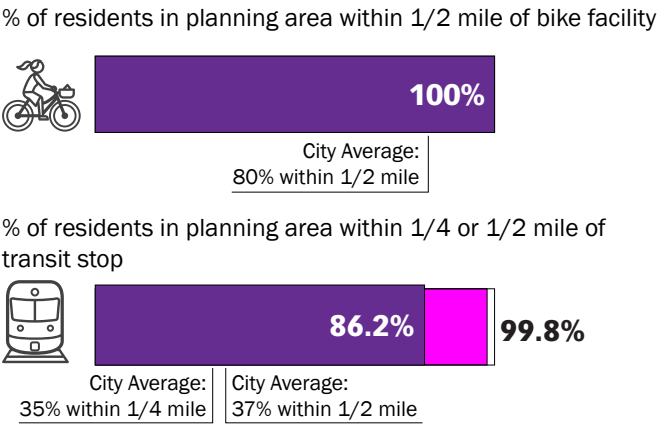 % of residents in planning area within 1/2 mile of bike facility
100%
City Average:
80% within 1/2 mile
% of residents in planning area within 1/4 or 1/2 mile of
transit stop
86.2%
99.8%
City Average:
35% within 1/4 mile
City Average:
37% within 1/2 mile